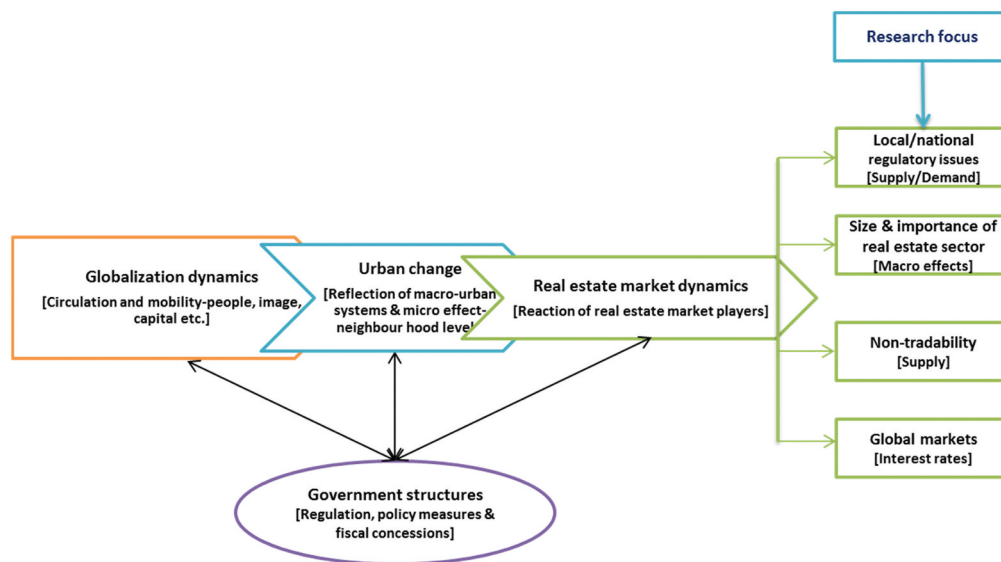 Research focus
Local/national
regulatory issues
[Supply/Demand]
Size & importance of
real estate sector
[Macro effects]
Globalization dynamics
[Circulation and mobility-people, image,
capital etc.]
Urban change
[Reflection of macro-urban
systems & micro effect-
neighbour hood level
Real estate market dynamics
[Reaction of real estate market players]
Non-tradability
[Supply]
Global markets
[Interest rates]
Government structures
[Regulation, policy measures &
fiscal concessions]